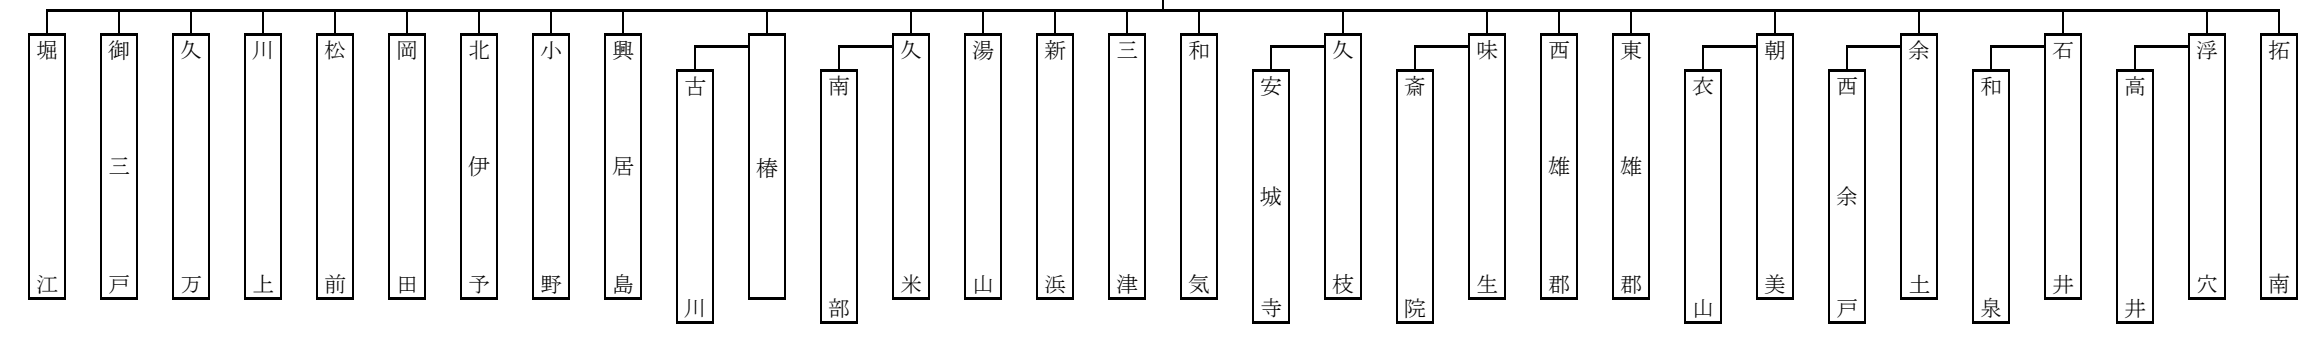 拓南
浮穴
高井
石井
和泉
余土
西余戸
朝美
衣山
東雄郡
西雄郡
味生
斎院
久枝
安城寺
和気
三津
新浜
湯山
久米
南部
椿
古川
興居島
小野
北伊予
岡田
松前
川上
久万
御三戸
堀江